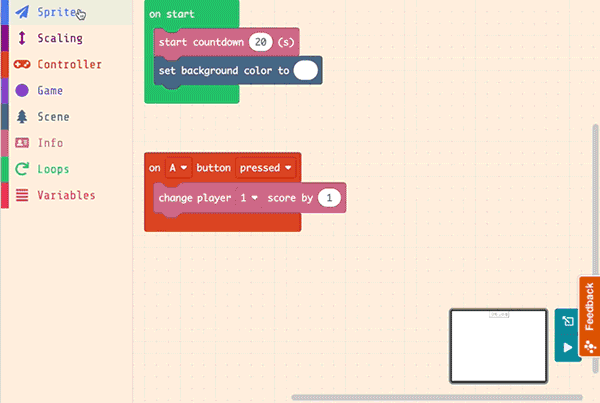 Sprites
Scaling
Controller
Game
Scene
Info
Loops
Variables
on start
start countdown 20 (s)
set background color to
on A button pressed
change player 1 score by 1
Feedback